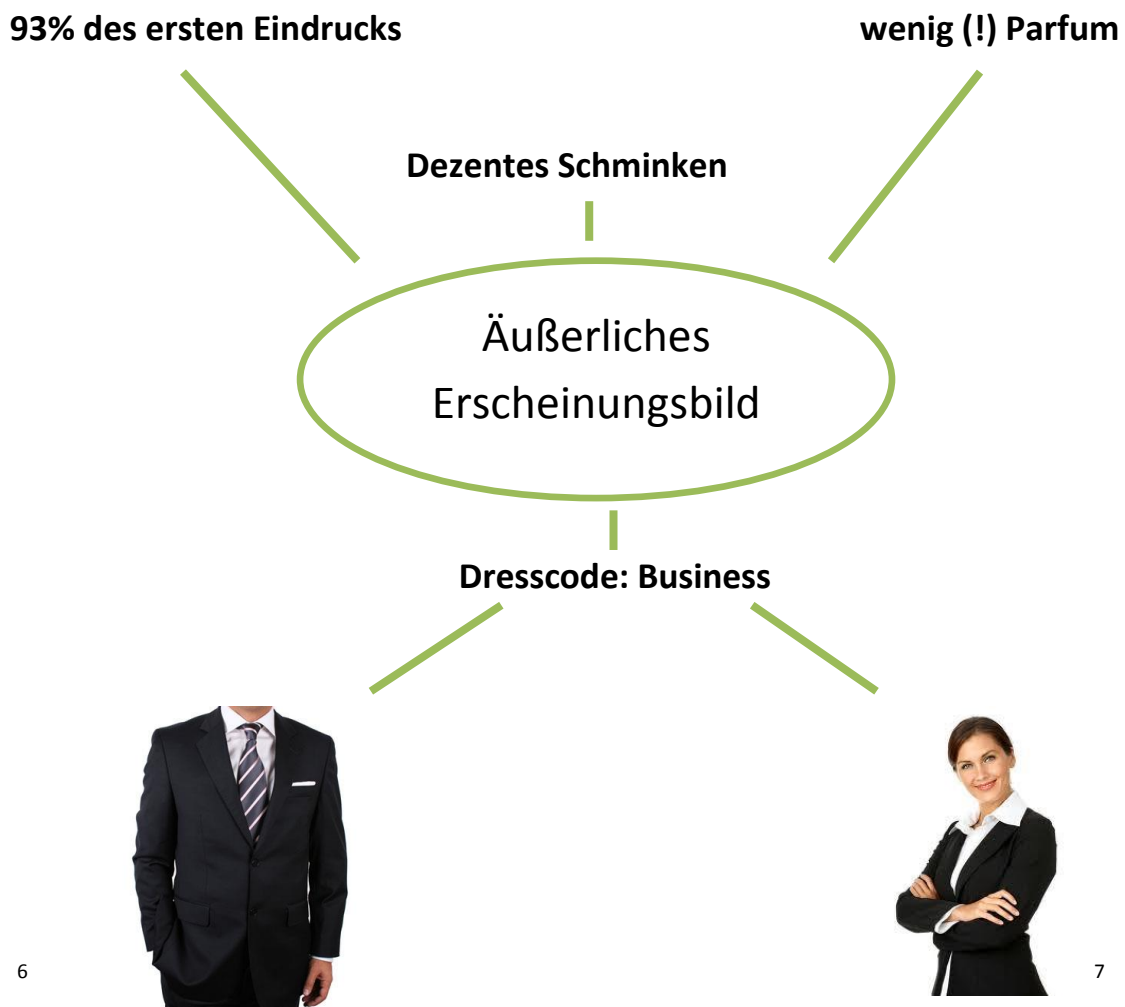 93% des ersten Eindrucks
wenig (!) Parfum
Dezentes Schminken
Äußerliches
Erscheinungsbild
Dresscode: Business
6
7